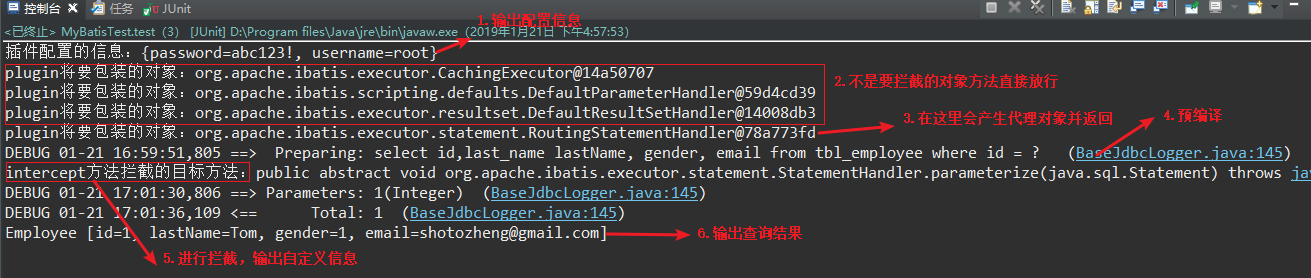 控制台 任务 JUnit
<已终止> MyBatisTest.test (3) [JUnit] D:\Program files\Java\jre\bin\javaw.exe (2019年1月21日 下午4:57:53)
1.输出配置信息
插件配置的信息：{password=abc123!, username=root}
plugin将要包装的对象：org.apache.ibatis.executor.CachingExecutor@14a50707
plugin将要包装的对象：org.apache.ibatis.scripting.defaults.DefaultParameterHandler@59d4cd39
2.不是要拦截的对象方法直接放行
plugin将要包装的对象：org.apache.ibatis.executor.resultset.DefaultResultSetHandler@14008db3
plugin将要包装的对象：org.apache.ibatis.executor.statement.RoutingStatementHandler@78a773fd
3.在这里会产生代理对象并返回
4.预编译
DEBUG 01-21 16:59:51,805 ==>  Preparing: select id,last_name lastName, gender, email from tbl_employee where id = ?   (BaseJdbcLogger.java:145)
intercept方法拦截的目标方法：public abstract void org.apache.ibatis.executor.statement.StatementHandler.parameterize(java.sql.Statement) throws
DEBUG 01-21 17:01:30,806 ==> Parameters: 1(Integer)  (BaseJdbcLogger.java:145)
DEBUG 01-21 17:01:36,109 <==      Total: 1  (BaseJdbcLogger.java:145)
Employee [id=1, lastName=Tom, gender=1, email=shotozheng@gmail.com]
6.输出查询结果
5.进行拦截，输出自定义信息